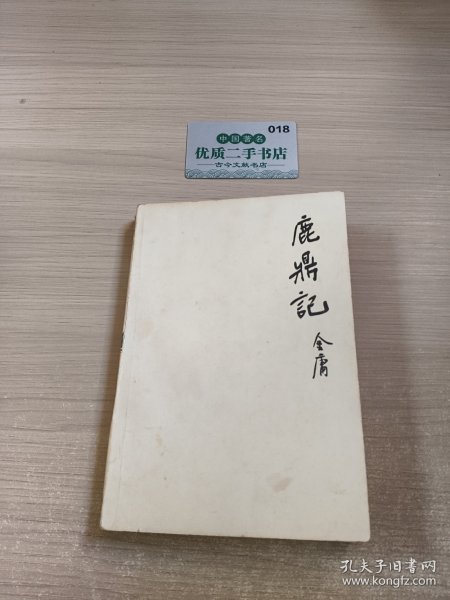 018
中国著名
优质二手书店
古今文献书店
鹿鼎記
金庸
孔夫子旧书网
www.kongfz.com